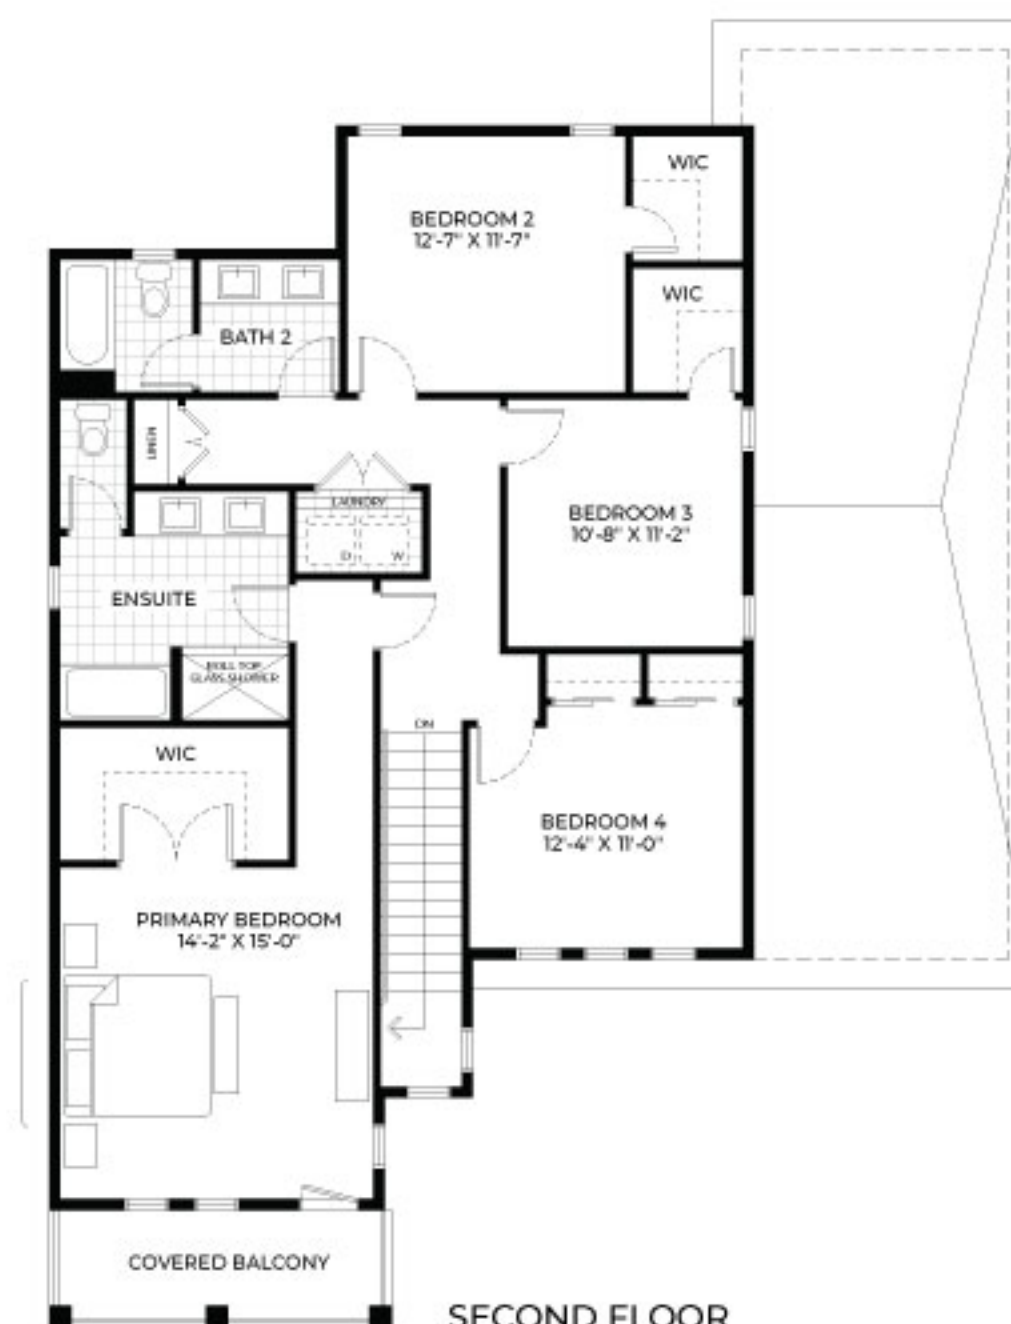 WIC
BEDROOM 2
12'-7" X 11'-7"
WIC
BATH 2
LINEN
LAUNDRY
D
W
BEDROOM 3
10'-8" X 11'-2"
ENSUITE
ROLL TOP
GLASS SHOWER
DN
WIC
BEDROOM 4
12'-4" X 11'-0"
PRIMARY BEDROOM
14'-2" X 15'-0"
COVERED BALCONY
SECOND FLOOR